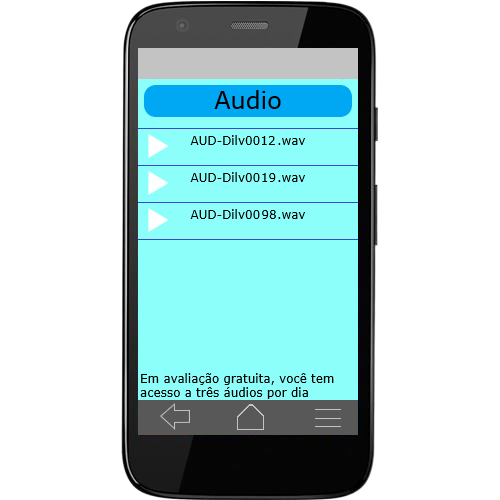 Audio
AUD-Dilv0012.wav
AUD-Dilv0019.wav
AUD-Dilv0098.wav
Em avaliação gratuita, você tem
acesso a três áudios por dia